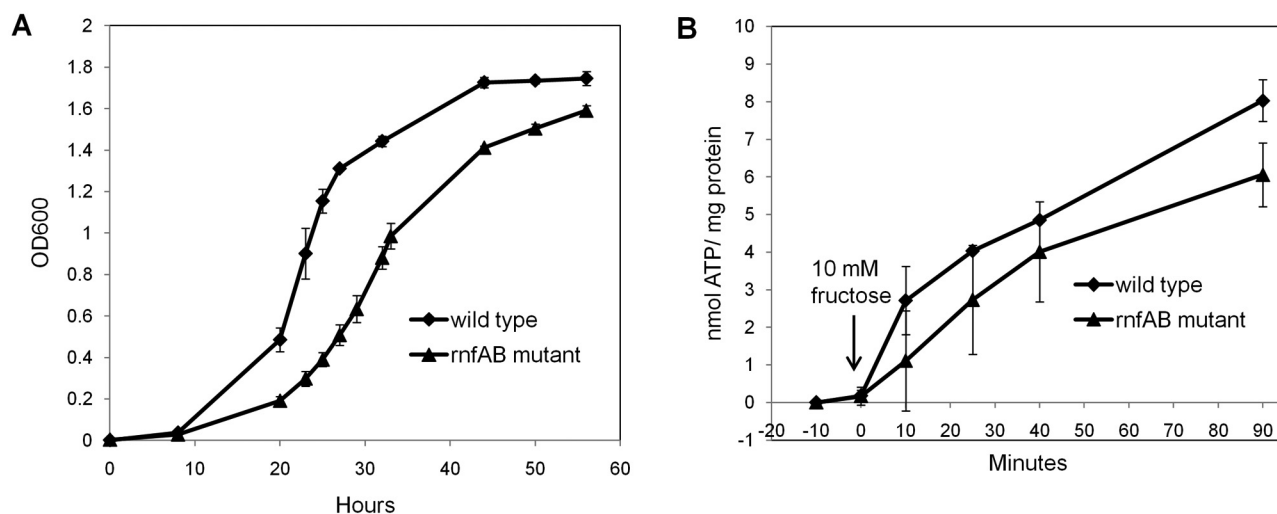 A
2
1.8
1.6
1.4
1.2
1
0.8
0.6
0.4
0.2
0
OD600
wild type
rnfAB mutant
0 10 20 30 40 50 60
Hours
B
10
9
8
7
6
5
4
3
2
1
0
-1
nmol ATP/ mg protein
10 mM
fructose
wild type
rnfAB mutant
-20 -10 0 10 20 30 40 50 60 70 80 90
Minutes